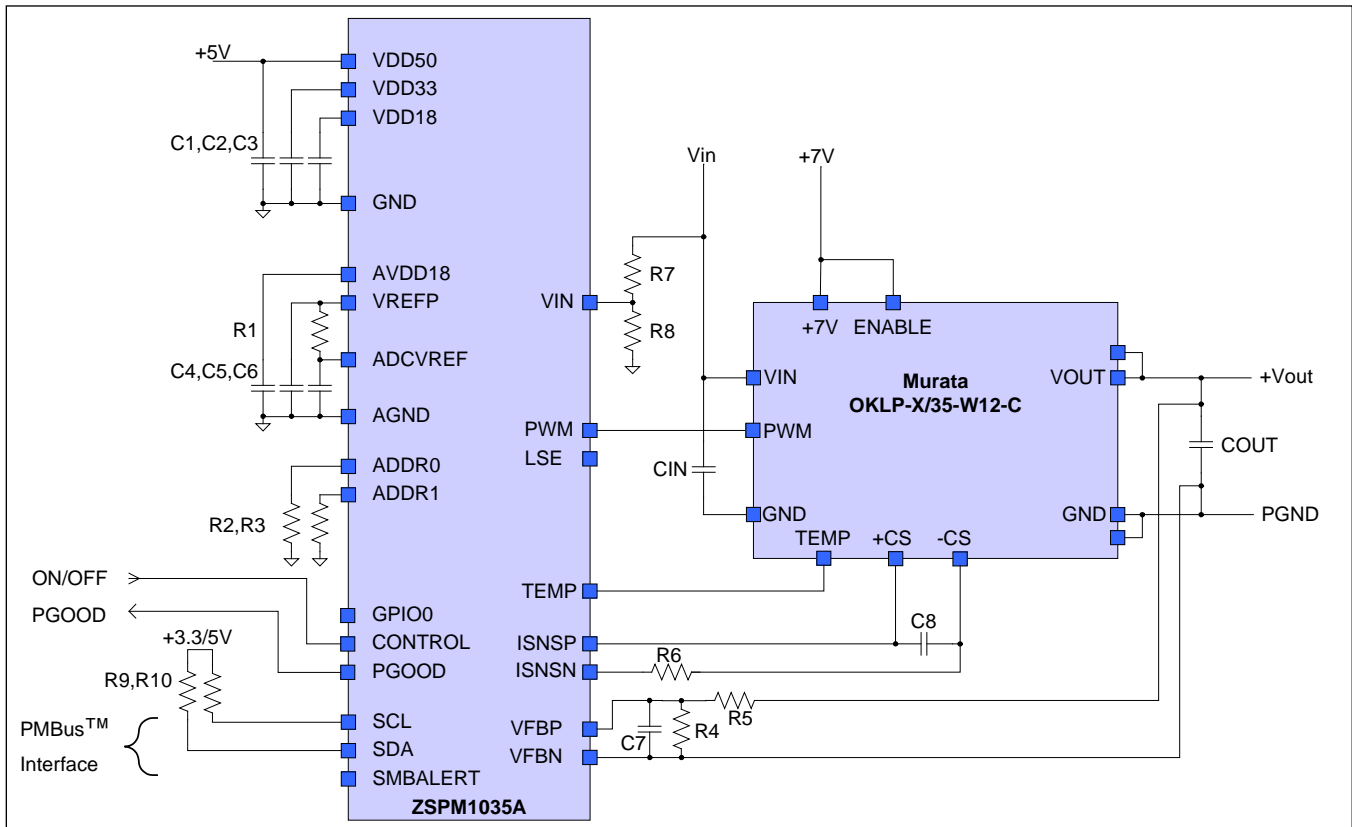 +5V
VDD50
VDD33
VDD18
C1,C2,C3
GND
AVDD18
VREFP
R1
ADCVREF
C4,C5,C6
AGND
ADDR0
ADDR1
R2,R3
ON/OFF
PGOOD
GPIO0
CONTROL
PGOOD
+3.3/5V
R9,R10
SCL
SDA
SMBALERT
PMBus™
Interface
ZSPM1035A
VIN
PWM
LSE
TEMP
ISNSP
ISNSN
VFBP
VFBN
Vin
+7V
R7
R8
CIN
+7V
ENABLE
VIN
PWM
GND
Murata
OKLP-X/35-W12-C
VOUT
GND
TEMP
+CS
-CS
+Vout
COUT
PGND
C8
R6
R5
C7
R4